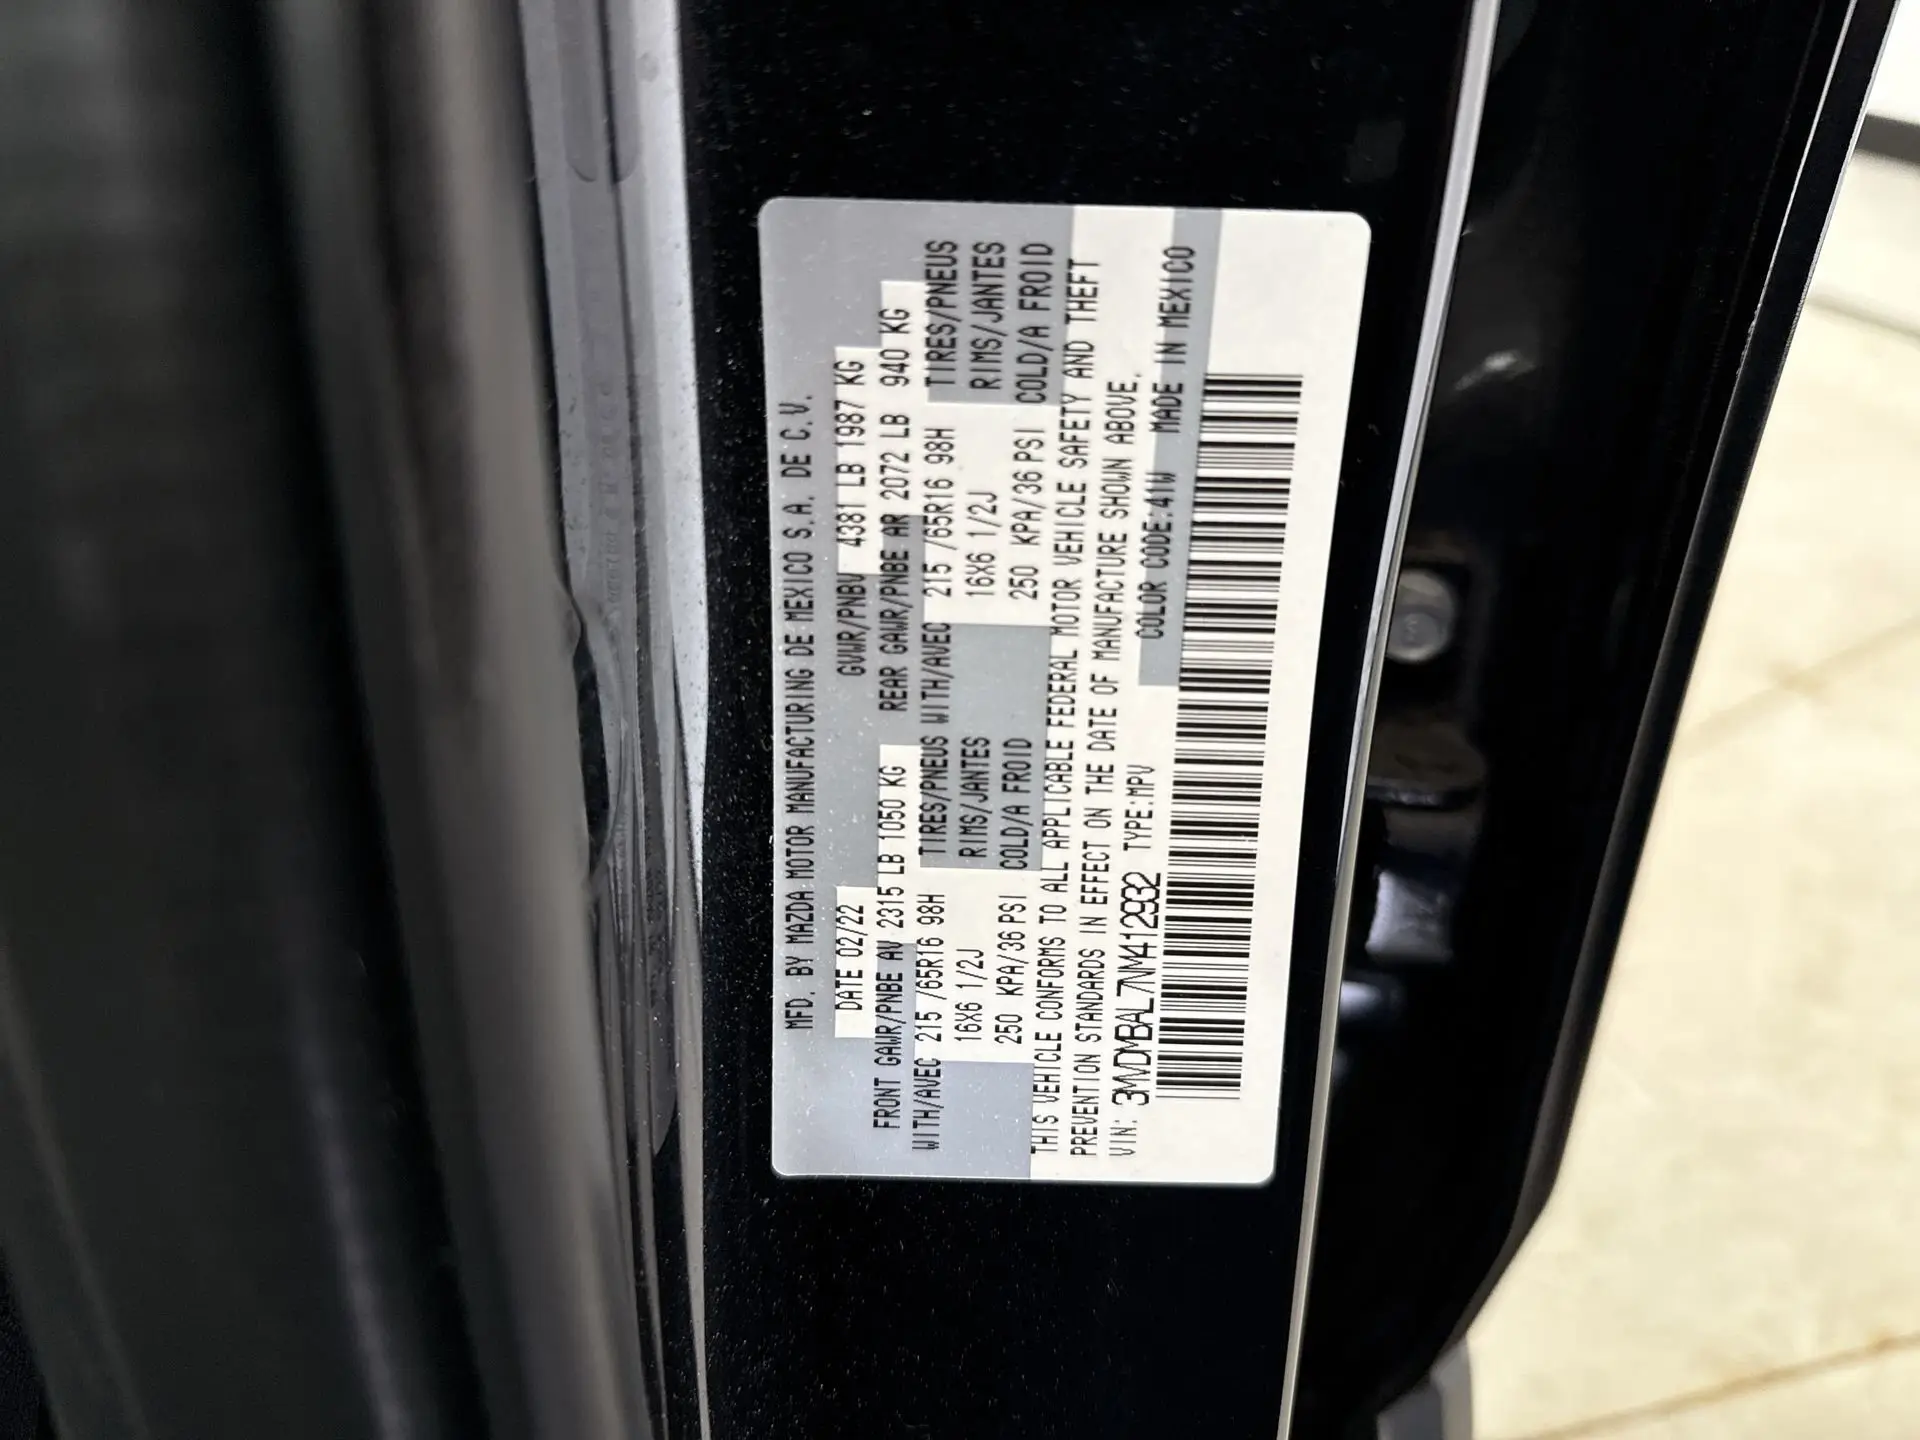 MFD. BY MAZDA MOTOR MANUFACTURING DE MEXICO S.A. DE C.V.
DATE 02/22 GVWR/PNBV 4381 LB 1987 KG
FRONT GAWR/PNBE AV 2315 LB 1050 KG REAR GAWR/PNBE AR 2072 LB 940 KG
WITH/AVEC 215 /65R16 98H TIRES/PNEUS WITH/AVEC 215 /65R16 98H TIRES/PNEUS
16X6 1/2J RIMS/JANTES 16X6 1/2J RIMS/JANTES
250 KPA/36 PSI COLD/A FROID 250 KPA/36 PSI COLD/A FROID
THIS VEHICLE CONFORMS TO ALL APPLICABLE FEDERAL MOTOR VEHICLE SAFETY AND THEFT
PREVENTION STANDARDS IN EFFECT ON THE DATE OF MANUFACTURE SHOWN ABOVE.
VIN: 3MVDMBAL7NM412932 TYPE:MPV COLOR CODE:41W MADE IN MEXICO